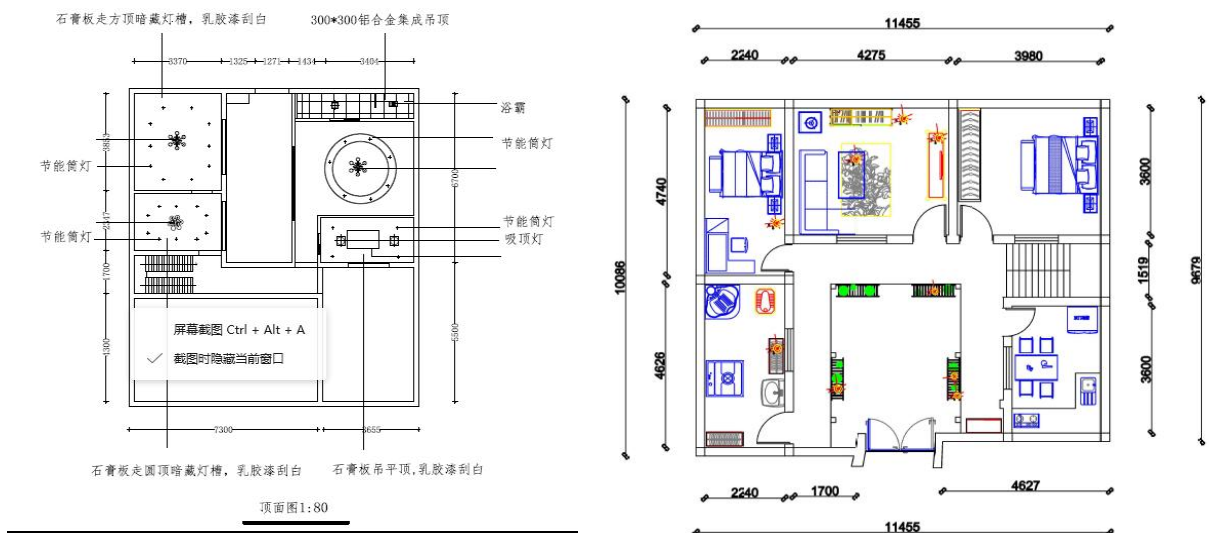 石膏板走方顶暗藏灯槽，乳胶漆刮白
300*300铝合金集成吊顶
3370
1325
1271
1434
3404
浴霸
节能筒灯
节能筒灯
节能筒灯
节能筒灯
吸顶灯
6700
2347
1700
1300
5500
屏幕截图 Ctrl + Alt + A
截图时隐藏当前窗口
7300
3655
石膏板走圆顶暗藏灯槽，乳胶漆刮白
石膏板吊平顶,乳胶漆刮白
顶面图1:80
11455
2240
4275
3980
4740
10086
4626
3600
1519
9679
3600
2240
1700
4627
11455